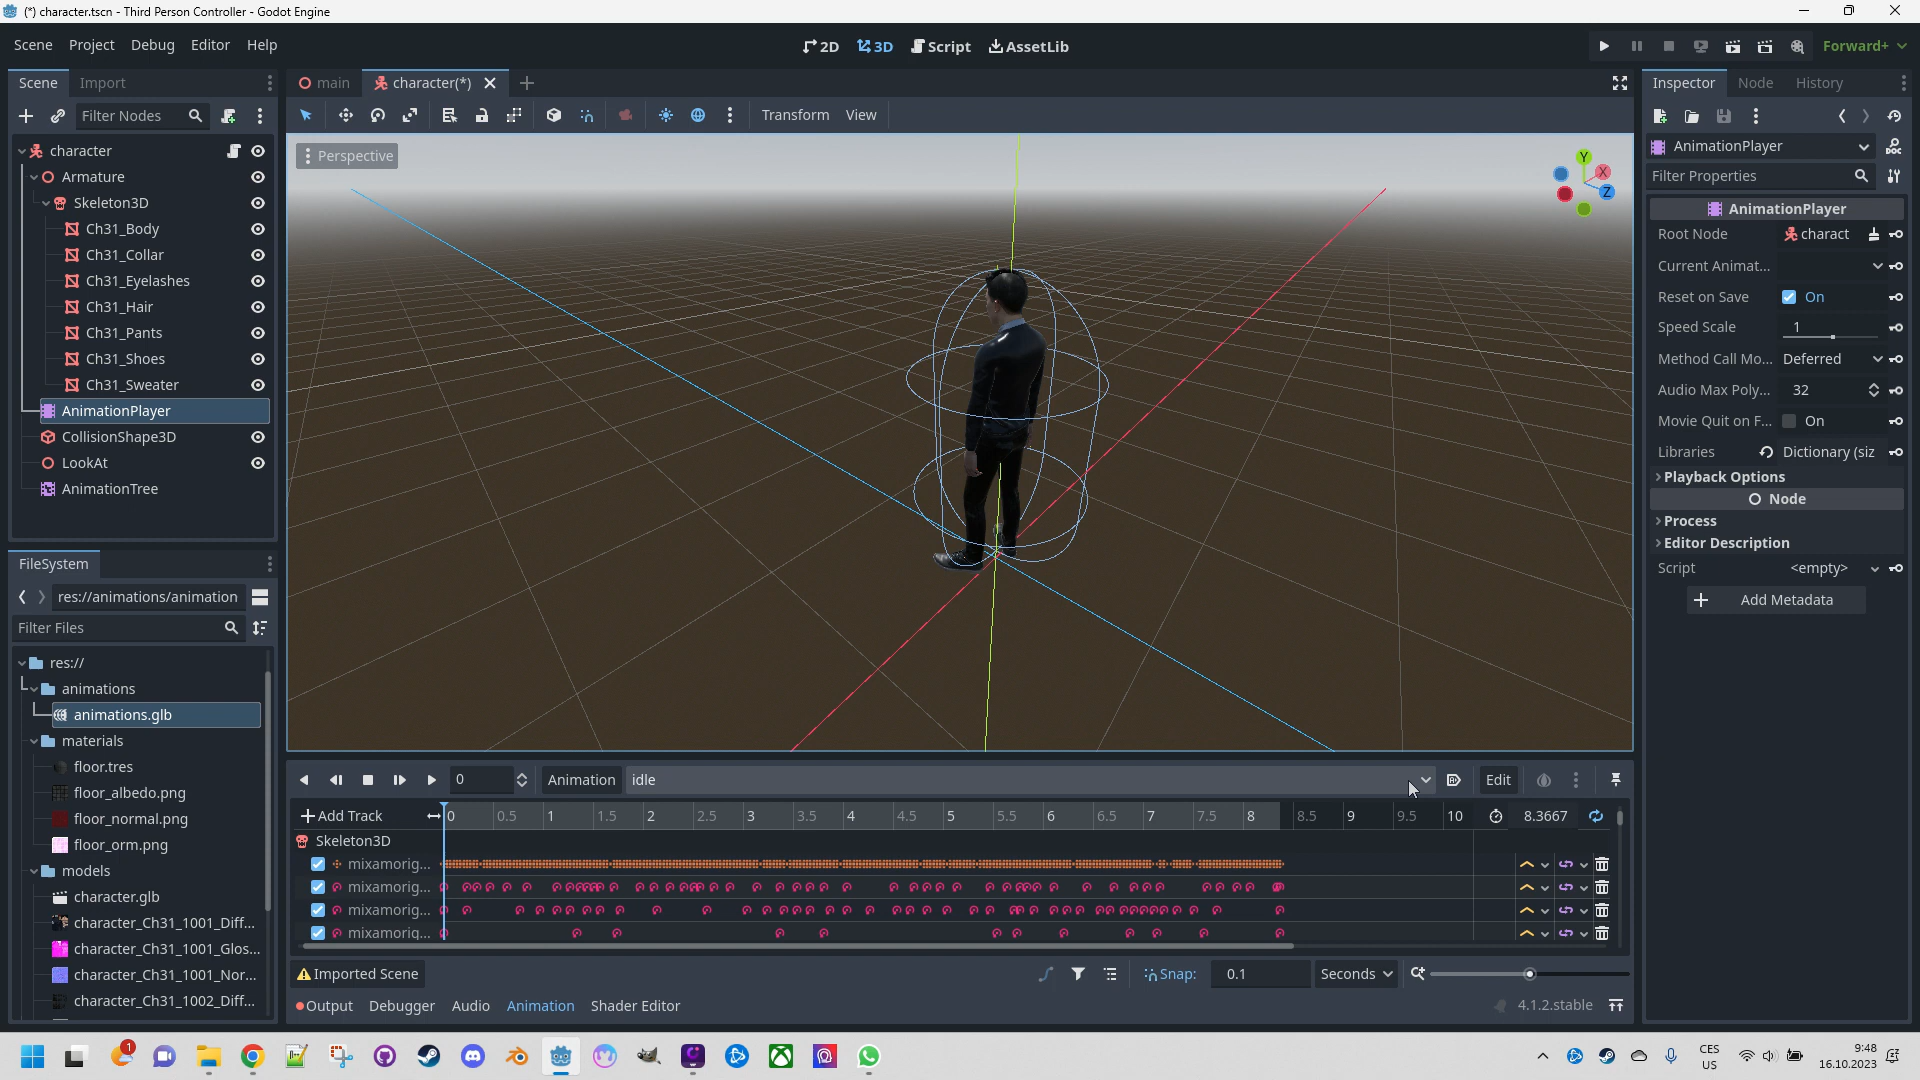 (*) character.tscn - Third Person Controller - Godot Engine
Scene Project Debug Editor Help
2D 3D Script AssetLib
Forward+
Scene Import
main character(*)
Inspector Node History
Filter Nodes
Transform View
character
Perspective
Y X Z
AnimationPlayer
Armature
Filter Properties
Skeleton3D
AnimationPlayer
Ch31_Body
Root Node charact
Ch31_Collar
Current Animat...
Ch31_Eyelashes
Reset on Save On
Ch31_Hair
Speed Scale 1
Ch31_Pants
Ch31_Shoes
Method Call Mo... Deferred
Ch31_Sweater
Audio Max Poly... 32
AnimationPlayer
Movie Quit on F... On
CollisionShape3D
Libraries Dictionary (siz
LookAt
Playback Options
AnimationTree
Node
Process
Editor Description
Script <empty>
Add Metadata
FileSystem
res://animations/animation
Filter Files
res://
animations
animations.glb
materials
floor.tres
floor_albedo.png
floor_normal.png
floor_orm.png
models
character.glb
character_Ch31_1001_Diff...
character_Ch31_1001_Glos...
character_Ch31_1001_Nor...
character_Ch31_1002_Diff...
0 Animation idle Edit
Add Track 0 0.5 1 1.5 2 2.5 3 3.5 4 4.5 5 5.5 6 6.5 7 7.5 8 8.5 9 9.5 10 8.3667
Skeleton3D
mixamorig...
mixamorig...
mixamorig...
mixamorig...
Imported Scene Snap: 0.1 Seconds
Output Debugger Audio Animation Shader Editor 4.1.2.stable
1
CES
US
9:48
16.10.2023